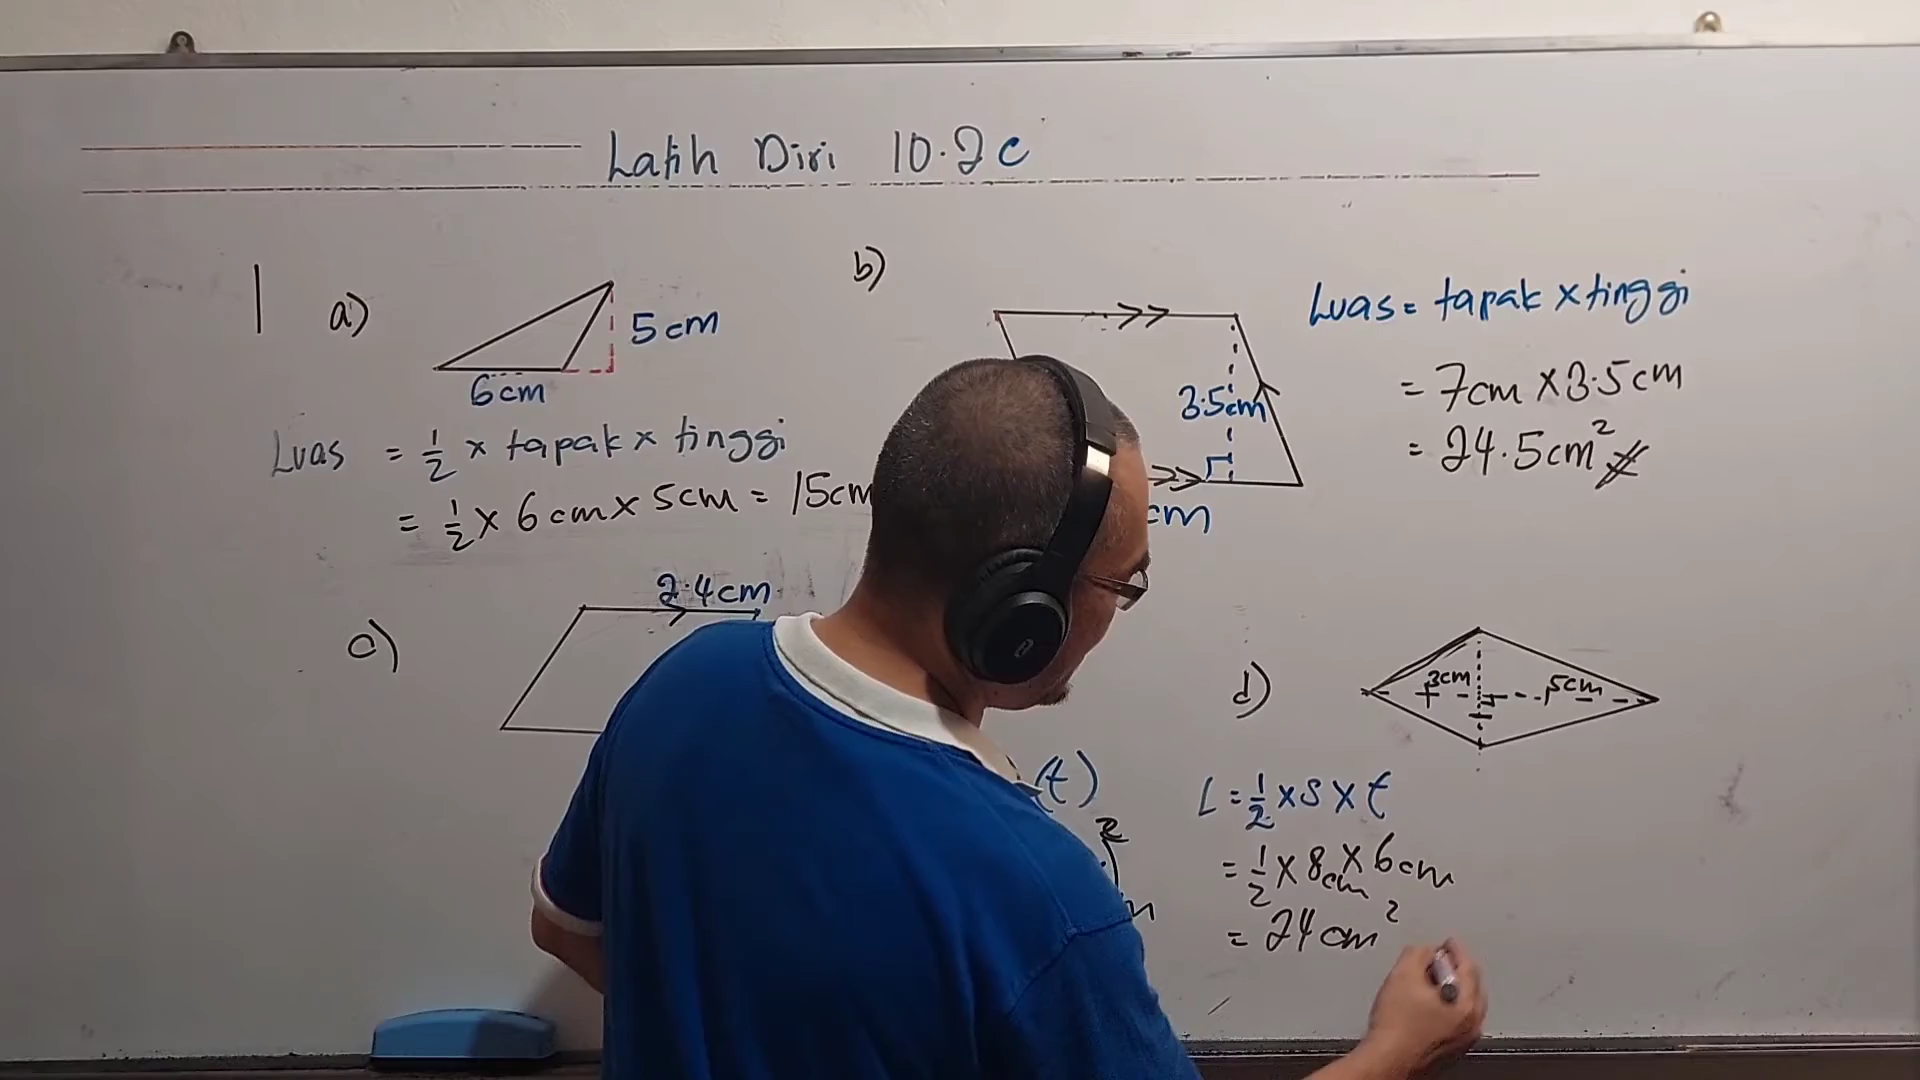 Latih Diri 10.2c
1 a)
5cm
6cm
Luas = 1/2 × tapak × tinggi
= 1/2 × 6cm × 5cm = 15cm
b)
3.5cm
cm
Luas = tapak × tinggi
= 7cm × 3.5cm
= 24.5cm²
c)
2.4cm
(t)
2
d)
3cm
5cm
L = 1/2 × s × t
= 1/2 × 8cm × 6cm
= 24cm²